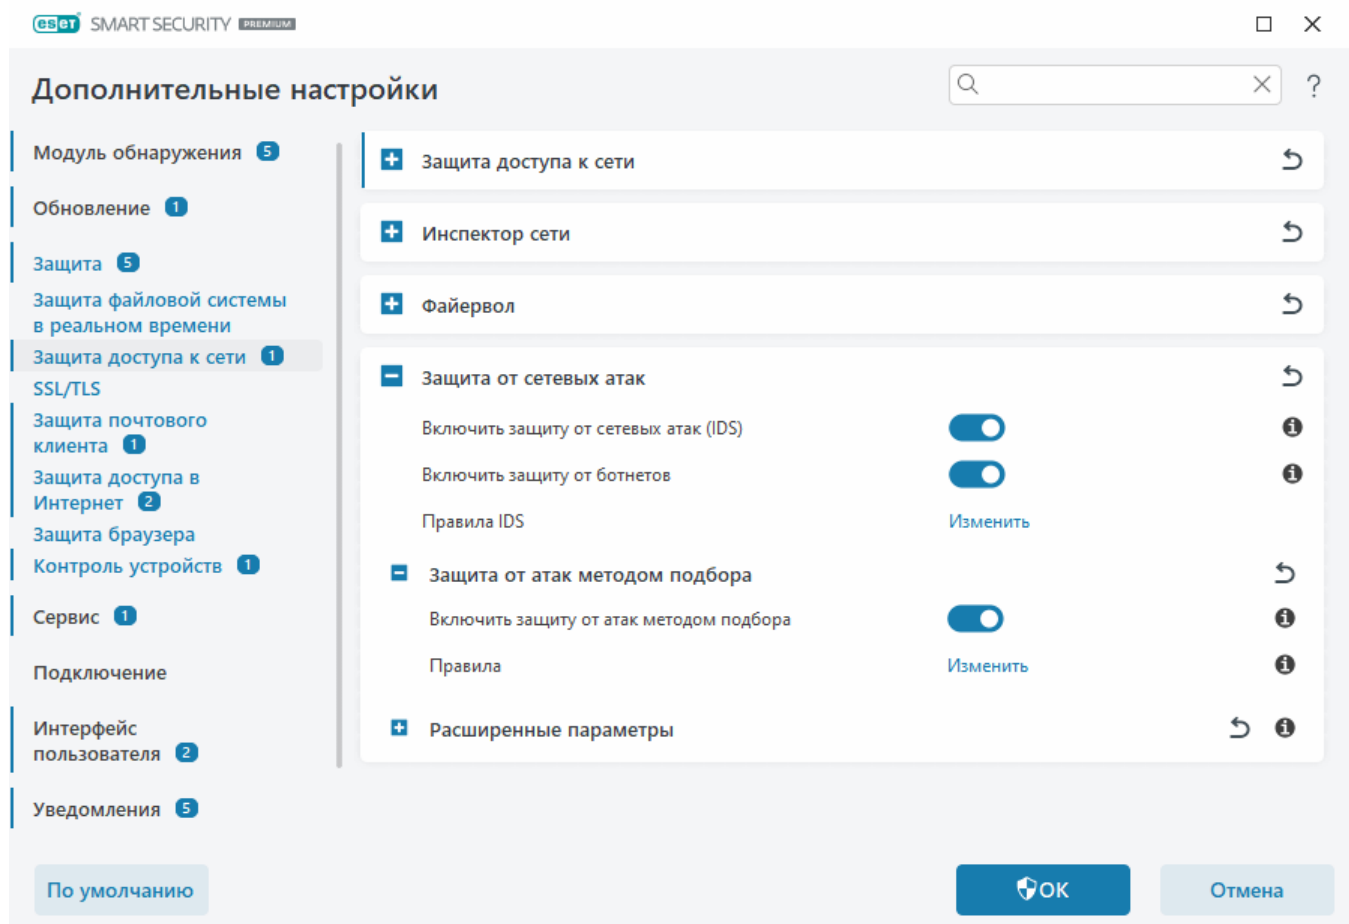 eset SMART SECURITY PREMIUM
Дополнительные настройки
?
Модуль обнаружения 5
Обновление 1
Защита 5
Защита файловой системы
в реальном времени
Защита доступа к сети 1
SSL/TLS
Защита почтового
клиента 1
Защита доступа в
Интернет 2
Защита браузера
Контроль устройств 1
Сервис 1
Подключение
Интерфейс
пользователя 2
Уведомления 5
Защита доступа к сети
Инспектор сети
Файервол
Защита от сетевых атак
Включить защиту от сетевых атак (IDS)
Включить защиту от ботнетов
Правила IDS Изменить
Защита от атак методом подбора
Включить защиту от атак методом подбора
Правила Изменить
Расширенные параметры
По умолчанию
ОК
Отмена